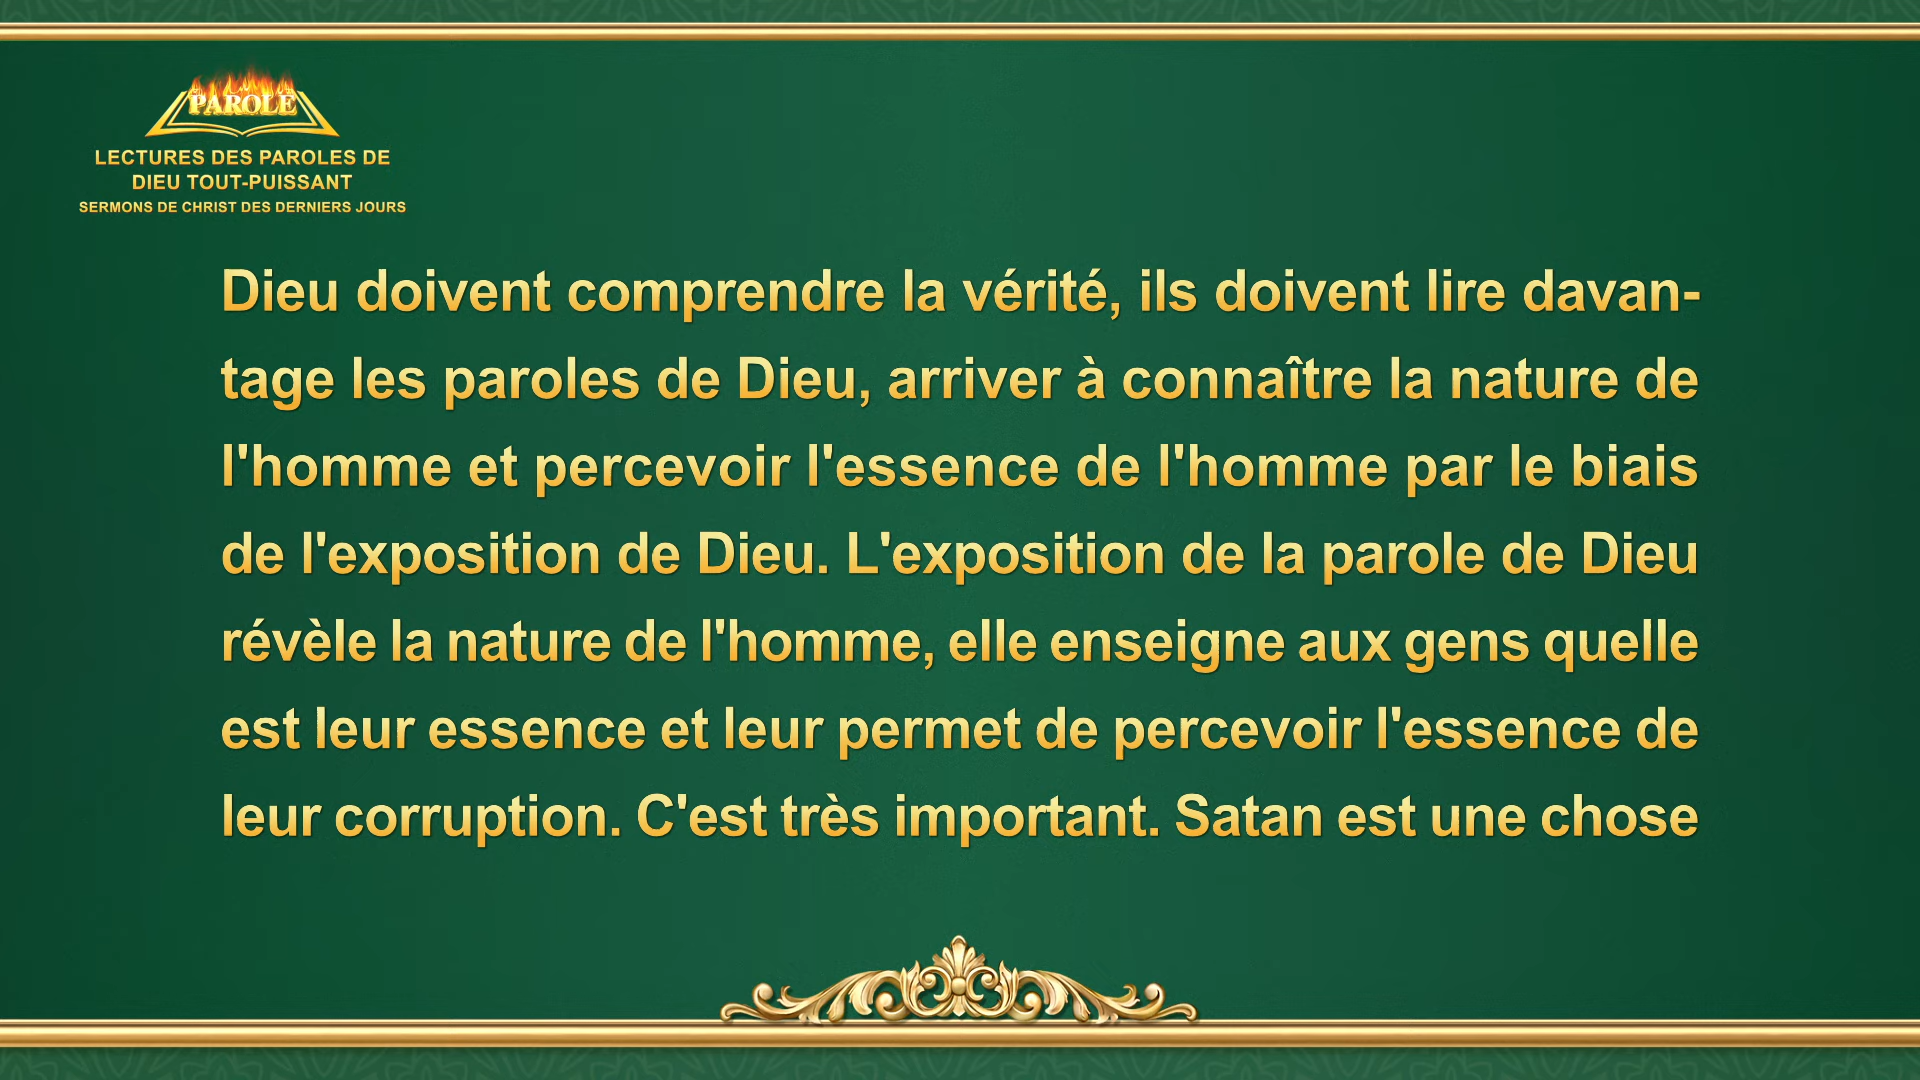 PAROLE
LECTURES DES PAROLES DE
DIEU TOUT-PUISSANT
SERMONS DE CHRIST DES DERNIERS JOURS
Dieu doivent comprendre la vérité, ils doivent lire davan-
tage les paroles de Dieu, arriver à connaître la nature de
l'homme et percevoir l'essence de l'homme par le biais
de l'exposition de Dieu. L'exposition de la parole de Dieu
révèle la nature de l'homme, elle enseigne aux gens quelle
est leur essence et leur permet de percevoir l'essence de
leur corruption. C'est très important. Satan est une chose